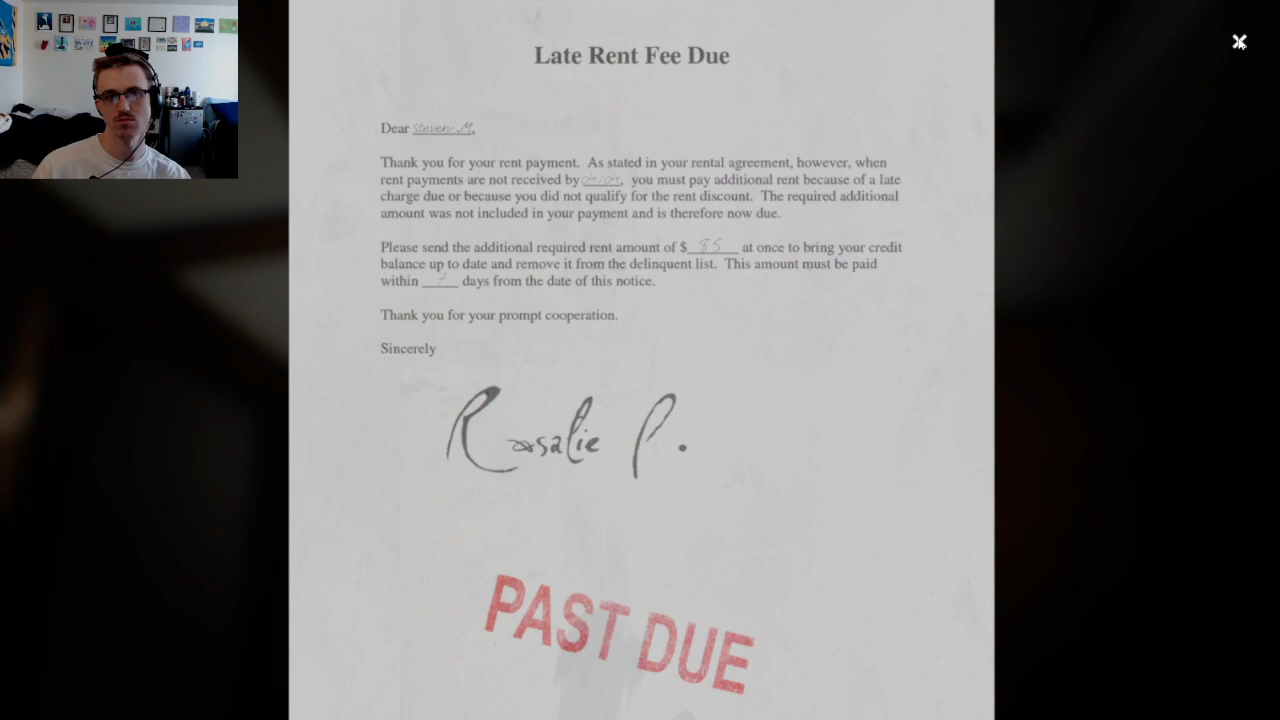 Late Rent Fee Due
Dear Steven M,
Thank you for your rent payment. As stated in your rental agreement, however, when
rent payments are not received by , you must pay additional rent because of a late
charge due or because you did not qualify for the rent discount. The required additional
amount was not included in your payment and is therefore now due.
Please send the additional required rent amount of $ 85 at once to bring your credit
balance up to date and remove it from the delinquent list. This amount must be paid
within days from the date of this notice.
Thank you for your prompt cooperation.
Sincerely
Rosalie P.
PAST DUE